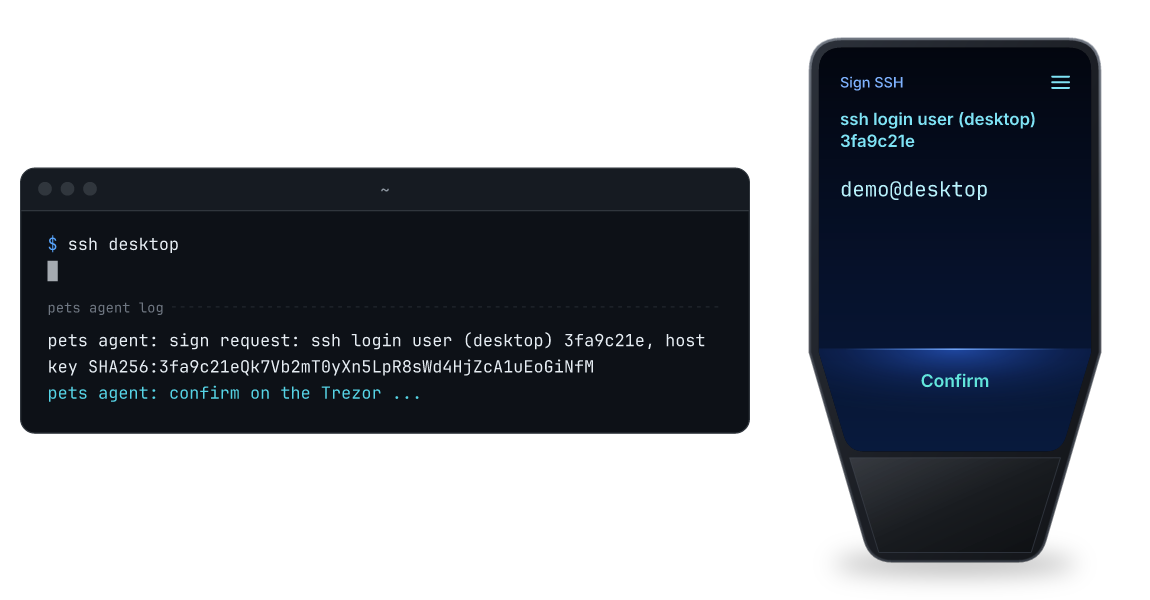 ~
$ ssh desktop
pets agent log
pets agent: sign request: ssh login user (desktop) 3fa9c21e, host
key SHA256:3fa9c21eQk7Vb2mT0yXn5LpR8sWd4HjZcA1uEoGiNfM
pets agent: confirm on the Trezor ...
Sign SSH
ssh login user (desktop)
3fa9c21e
demo@desktop
Confirm